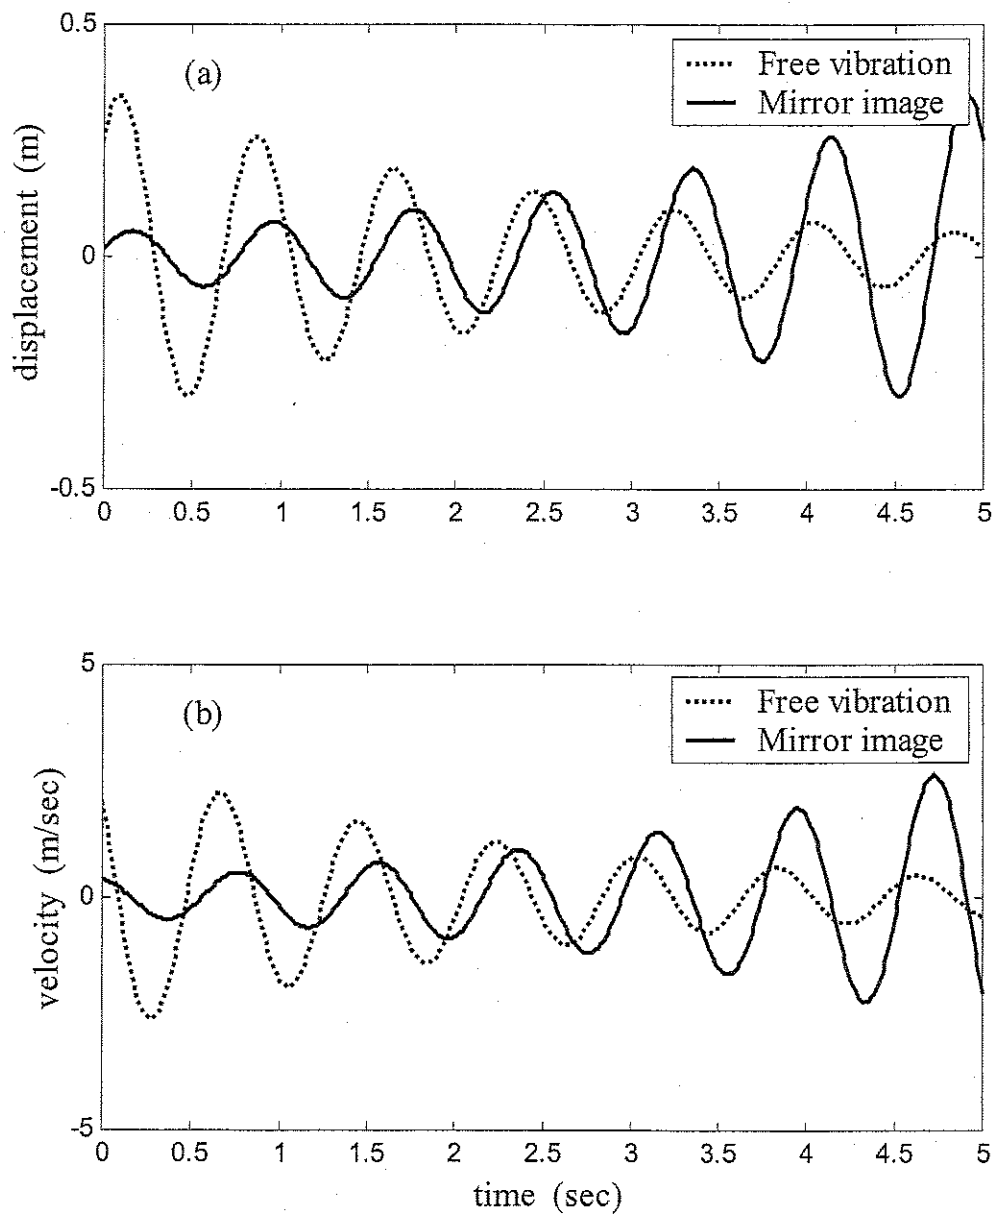 0.5
(a)
Free vibration
Mirror image
displacement (m)
0
-0.5
0 0.5 1 1.5 2 2.5 3 3.5 4 4.5 5
5
(b)
Free vibration
Mirror image
velocity (m/sec)
0
-5
0 0.5 1 1.5 2 2.5 3 3.5 4 4.5 5
time (sec)